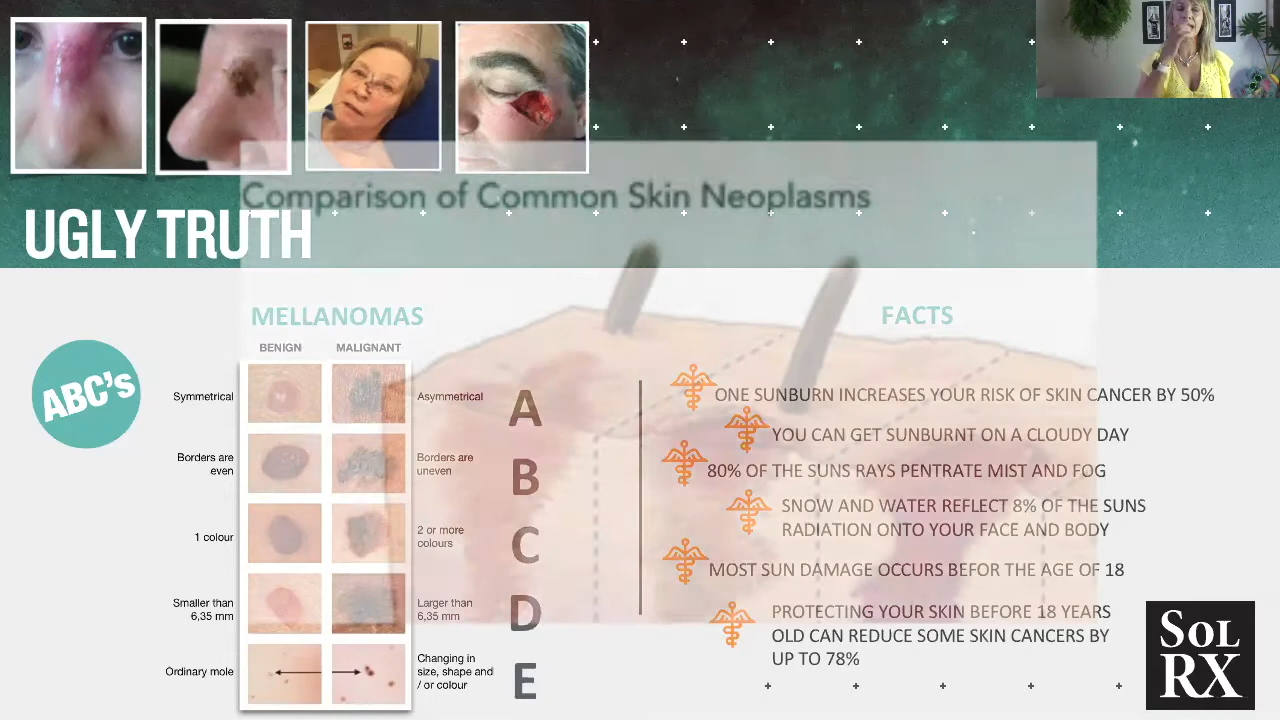 Comparison of Common Skin Neoplasms
UGLY TRUTH
ABC's
MELLANOMAS
BENIGN
MALIGNANT
Symmetrical
Asymmetrical
A
Borders are
even
Borders are
uneven
B
1 colour
2 or more
colours
C
Smaller than
6,35 mm
Larger than
6,35 mm
D
Ordinary mole
Changing in
size, shape and
/ or colour
E
FACTS
ONE SUNBURN INCREASES YOUR RISK OF SKIN CANCER BY 50%
YOU CAN GET SUNBURNT ON A CLOUDY DAY
80% OF THE SUNS RAYS PENTRATE MIST AND FOG
SNOW AND WATER REFLECT 8% OF THE SUNS
RADIATION ONTO YOUR FACE AND BODY
MOST SUN DAMAGE OCCURS BEFOR THE AGE OF 18
PROTECTING YOUR SKIN BEFORE 18 YEARS
OLD CAN REDUCE SOME SKIN CANCERS BY
UP TO 78%
SOL
RX